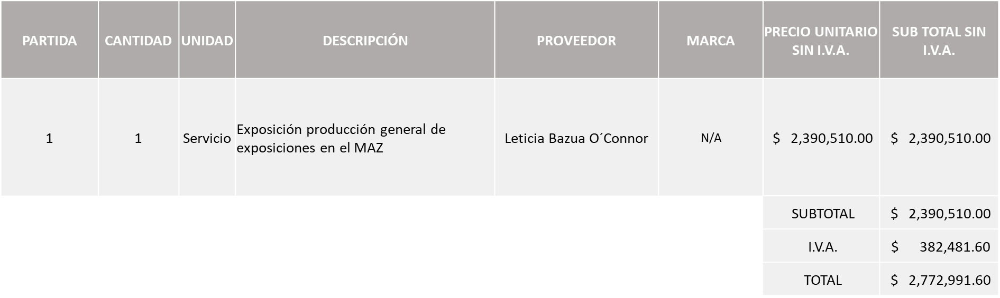 PARTIDA CANTIDAD UNIDAD DESCRIPCIÓN PROVEEDOR MARCA PRECIO UNITARIO SIN I.V.A. SUB TOTAL SIN I.V.A.
1 1 Servicio Exposición producción general de exposiciones en el MAZ Leticia Bazua O´Connor N/A $ 2,390,510.00 $ 2,390,510.00
SUBTOTAL $ 2,390,510.00
I.V.A. $ 382,481.60
TOTAL $ 2,772,991.60